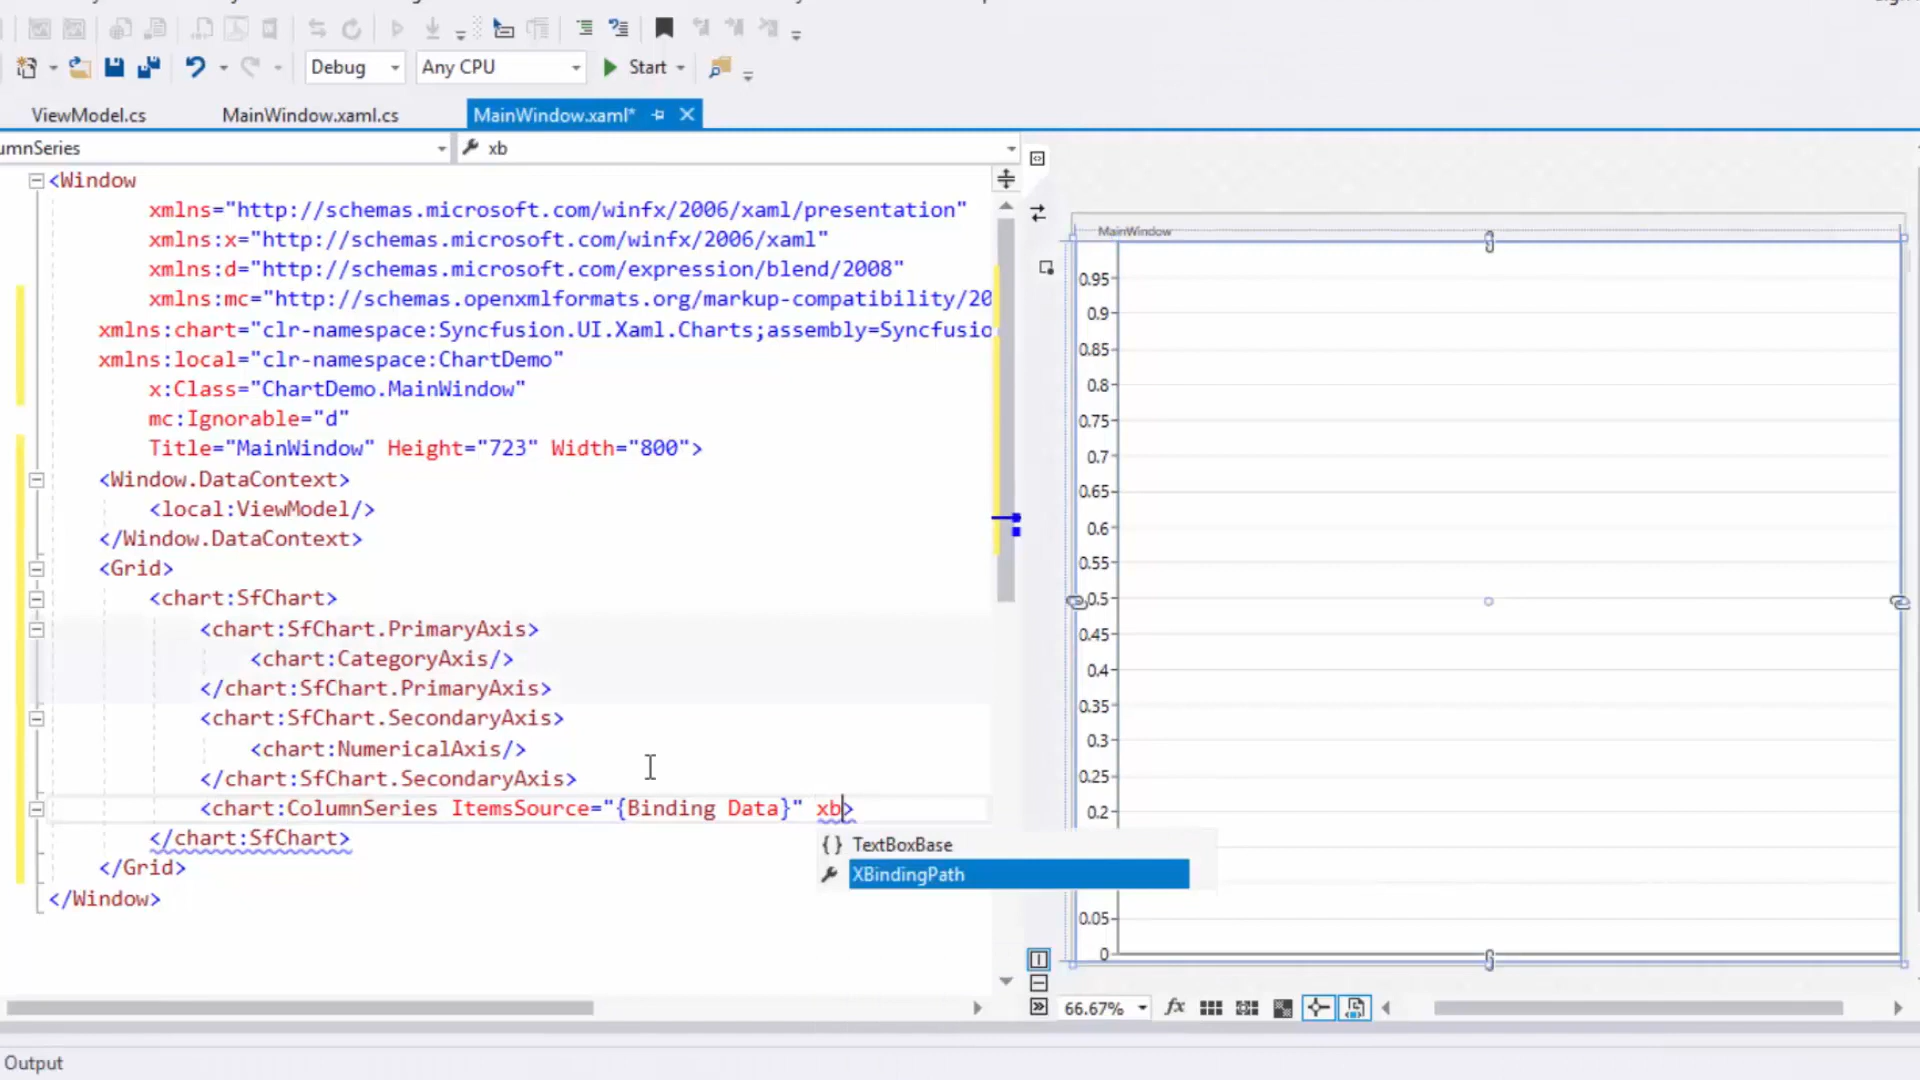 Debug
Any CPU
Start
ViewModel.cs
MainWindow.xaml.cs
MainWindow.xaml*
umnSeries
xb
<Window
xmlns="http://schemas.microsoft.com/winfx/2006/xaml/presentation"
xmlns:x="http://schemas.microsoft.com/winfx/2006/xaml"
xmlns:d="http://schemas.microsoft.com/expression/blend/2008"
xmlns:mc="http://schemas.openxmlformats.org/markup-compatibility/20
xmlns:chart="clr-namespace:Syncfusion.UI.Xaml.Charts;assembly=Syncfusio
xmlns:local="clr-namespace:ChartDemo"
x:Class="ChartDemo.MainWindow"
mc:Ignorable="d"
Title="MainWindow" Height="723" Width="800">
<Window.DataContext>
<local:ViewModel/>
</Window.DataContext>
<Grid>
<chart:SfChart>
<chart:SfChart.PrimaryAxis>
<chart:CategoryAxis/>
</chart:SfChart.PrimaryAxis>
<chart:SfChart.SecondaryAxis>
<chart:NumericalAxis/>
</chart:SfChart.SecondaryAxis>
<chart:ColumnSeries ItemsSource="{Binding Data}" xb>
</chart:SfChart>
</Grid>
</Window>
{ } TextBoxBase
XBindingPath
MainWindow
0.95
0.9
0.85
0.8
0.75
0.7
0.65
0.6
0.55
0.5
0.45
0.4
0.35
0.3
0.25
0.2
0.05
0
66.67%
fx
Output